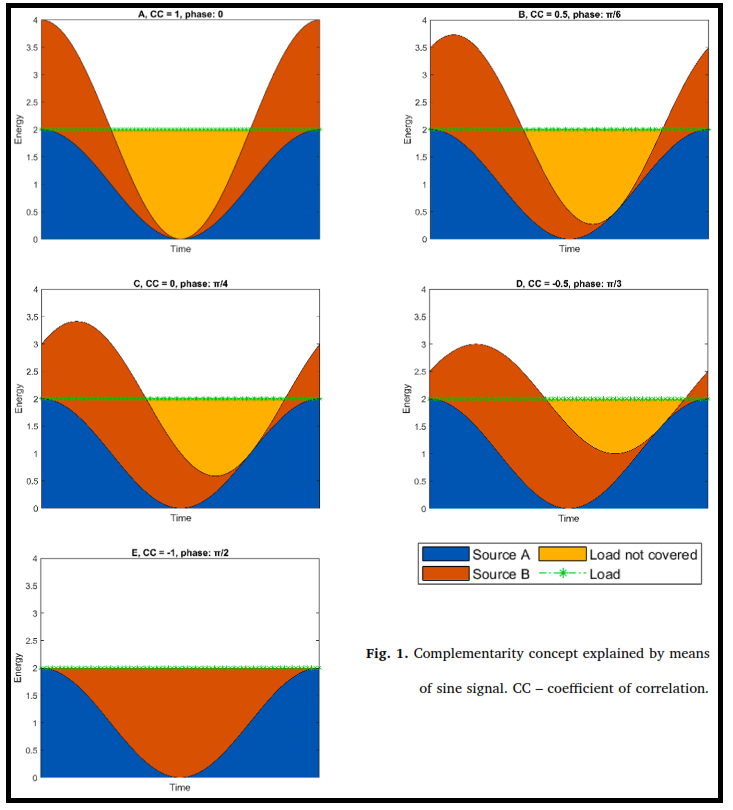 A, CC = 1, phase: 0
4
3.5
3
2.5
2
1.5
1
0.5
0
Energy
Time
B, CC = 0.5, phase: π/6
4
3.5
3
2.5
2
1.5
1
0.5
0
Energy
Time
C, CC = 0, phase: π/4
4
3.5
3
2.5
2
1.5
1
0.5
0
Energy
Time
D, CC = -0.5, phase: π/3
4
3.5
3
2.5
2
1.5
1
0.5
0
Energy
Time
E, CC = -1, phase: π/2
4
3.5
3
2.5
2
1.5
1
0.5
0
Energy
Time
Source A Load not covered
Source B Load
Fig. 1. Complementarity concept explained by means
of sine signal. CC – coefficient of correlation.